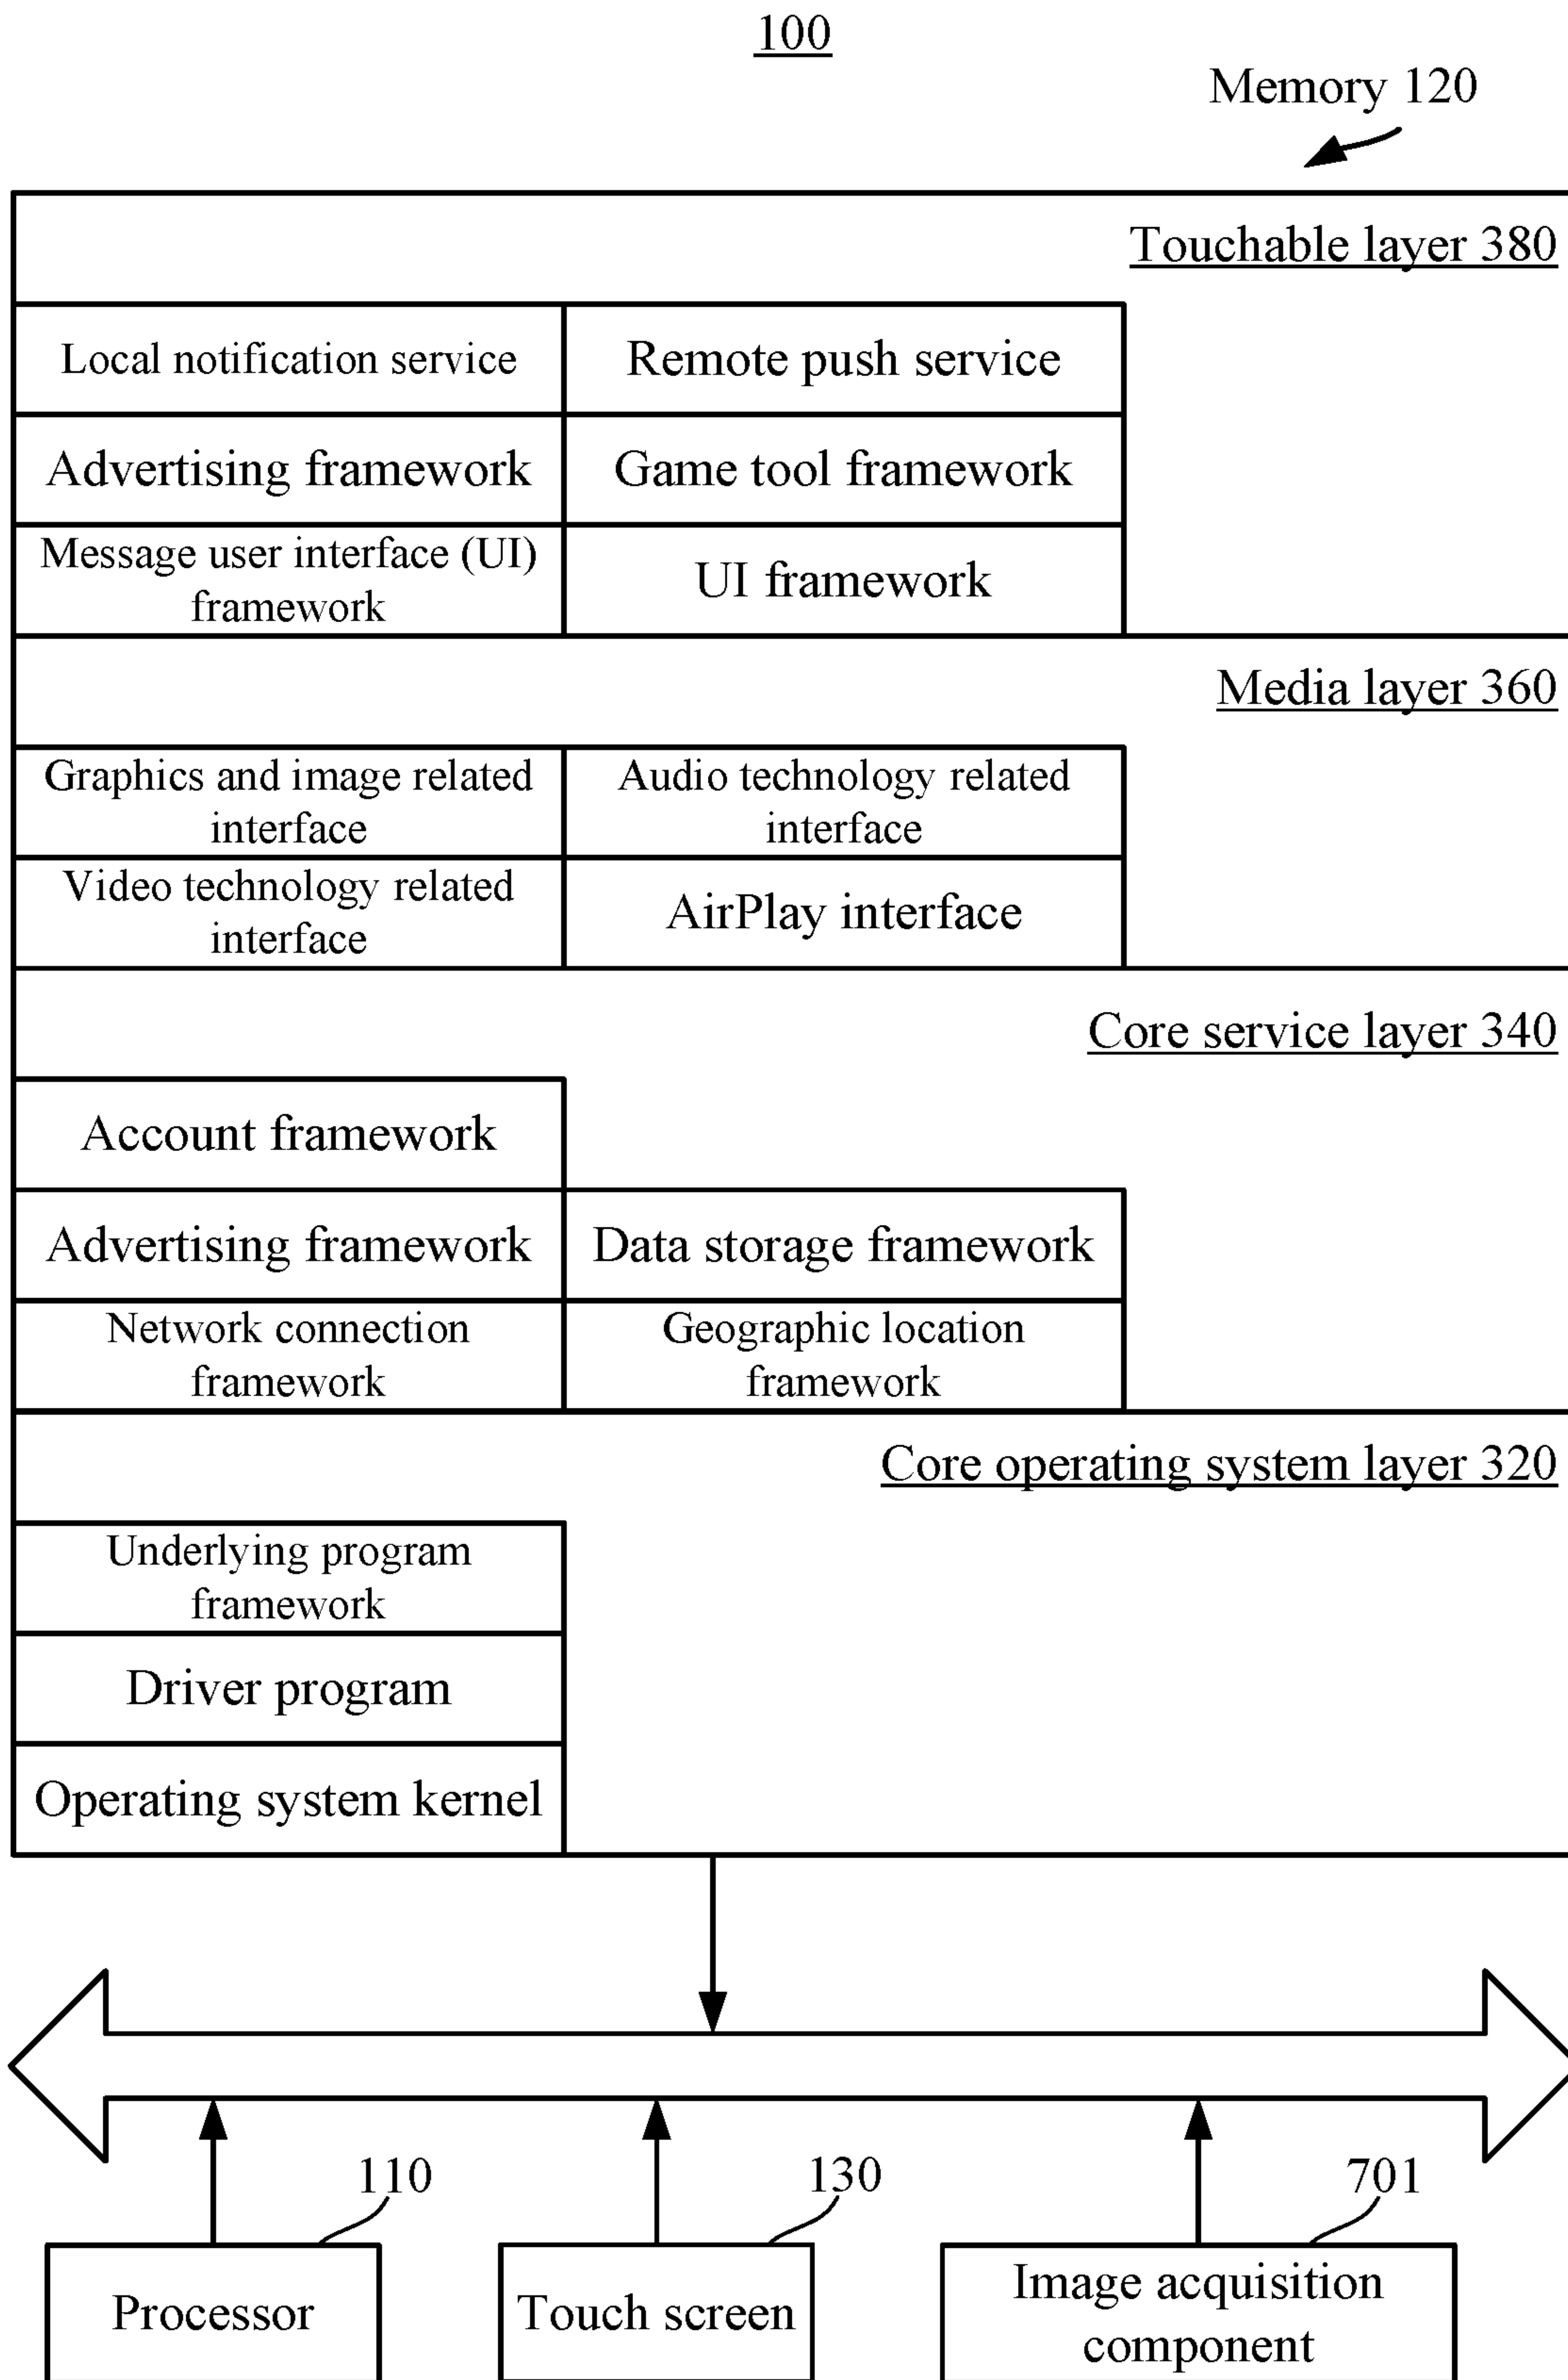 100
Memory 120
Touchable layer 380
Local notification service
Remote push service
Advertising framework
Game tool framework
Message user interface (UI)
framework
UI framework
Media layer 360
Graphics and image related
interface
Audio technology related
interface
Video technology related
interface
AirPlay interface
Core service layer 340
Account framework
Advertising framework
Data storage framework
Network connection
framework
Geographic location
framework
Core operating system layer 320
Underlying program
framework
Driver program
Operating system kernel
110
130
701
Processor
Touch screen
Image acquisition
component